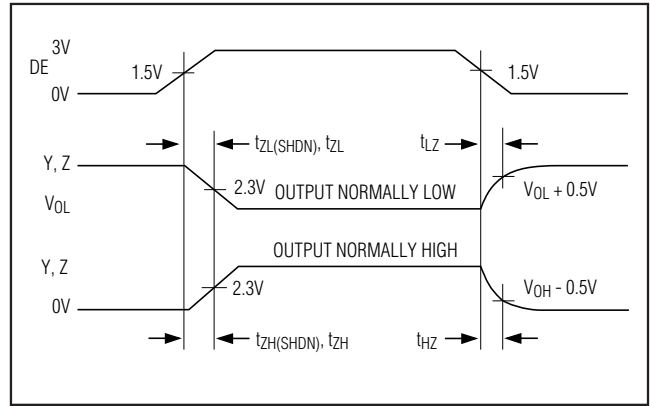 3V
DE
1.5V
1.5V
0V
tZL(SHDN), tZL
tLZ
Y, Z
2.3V
OUTPUT NORMALLY LOW
VOL + 0.5V
VOL
OUTPUT NORMALLY HIGH
Y, Z
2.3V
VOH - 0.5V
0V
tZH(SHDN), tZH
tHZ